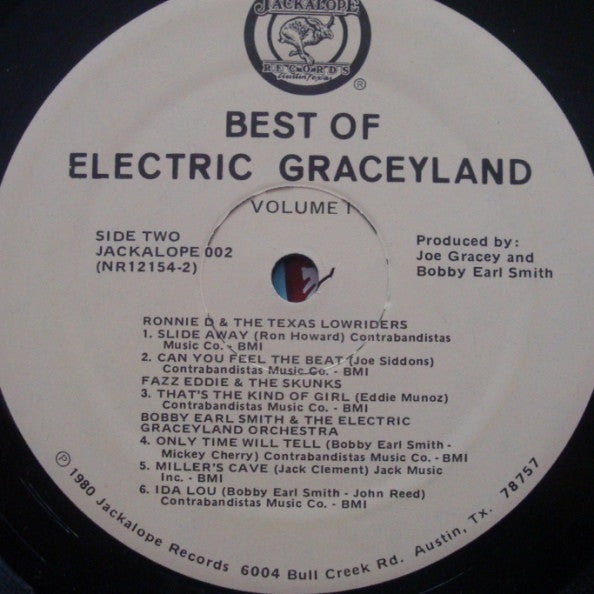 JACKALOPE
RECORDS
Austin, Texas
®
BEST OF
ELECTRIC GRACEYLAND
VOLUME 1
SIDE TWO
JACKALOPE 002
(NR12154-2)
Produced by:
Joe Gracey and
Bobby Earl Smith
RONNIE D & THE TEXAS LOWRIDERS
1. SLIDE AWAY (Ron Howard) Contrabandistas
Music Co. - BMI
2. CAN YOU FEEL THE BEAT (Joe Siddons)
Contrabandistas Music Co. - BMI
FAZZ EDDIE & THE SKUNKS
3. THAT'S THE KIND OF GIRL (Eddie Munoz)
Contrabandistas Music Co. - BMI
BOBBY EARL SMITH & THE ELECTRIC
GRACEYLAND ORCHESTRA
4. ONLY TIME WILL TELL (Bobby Earl Smith -
Mickey Cherry) Contrabandistas Music Co. - BMI
5. MILLER'S CAVE (Jack Clement) Jack Music
Inc. - BMI
6. IDA LOU (Bobby Earl Smith - John Reed)
Contrabandistas Music Co. - BMI
℗ 1980 Jackalope Records 6004 Bull Creek Rd. Austin, Tx. 78757